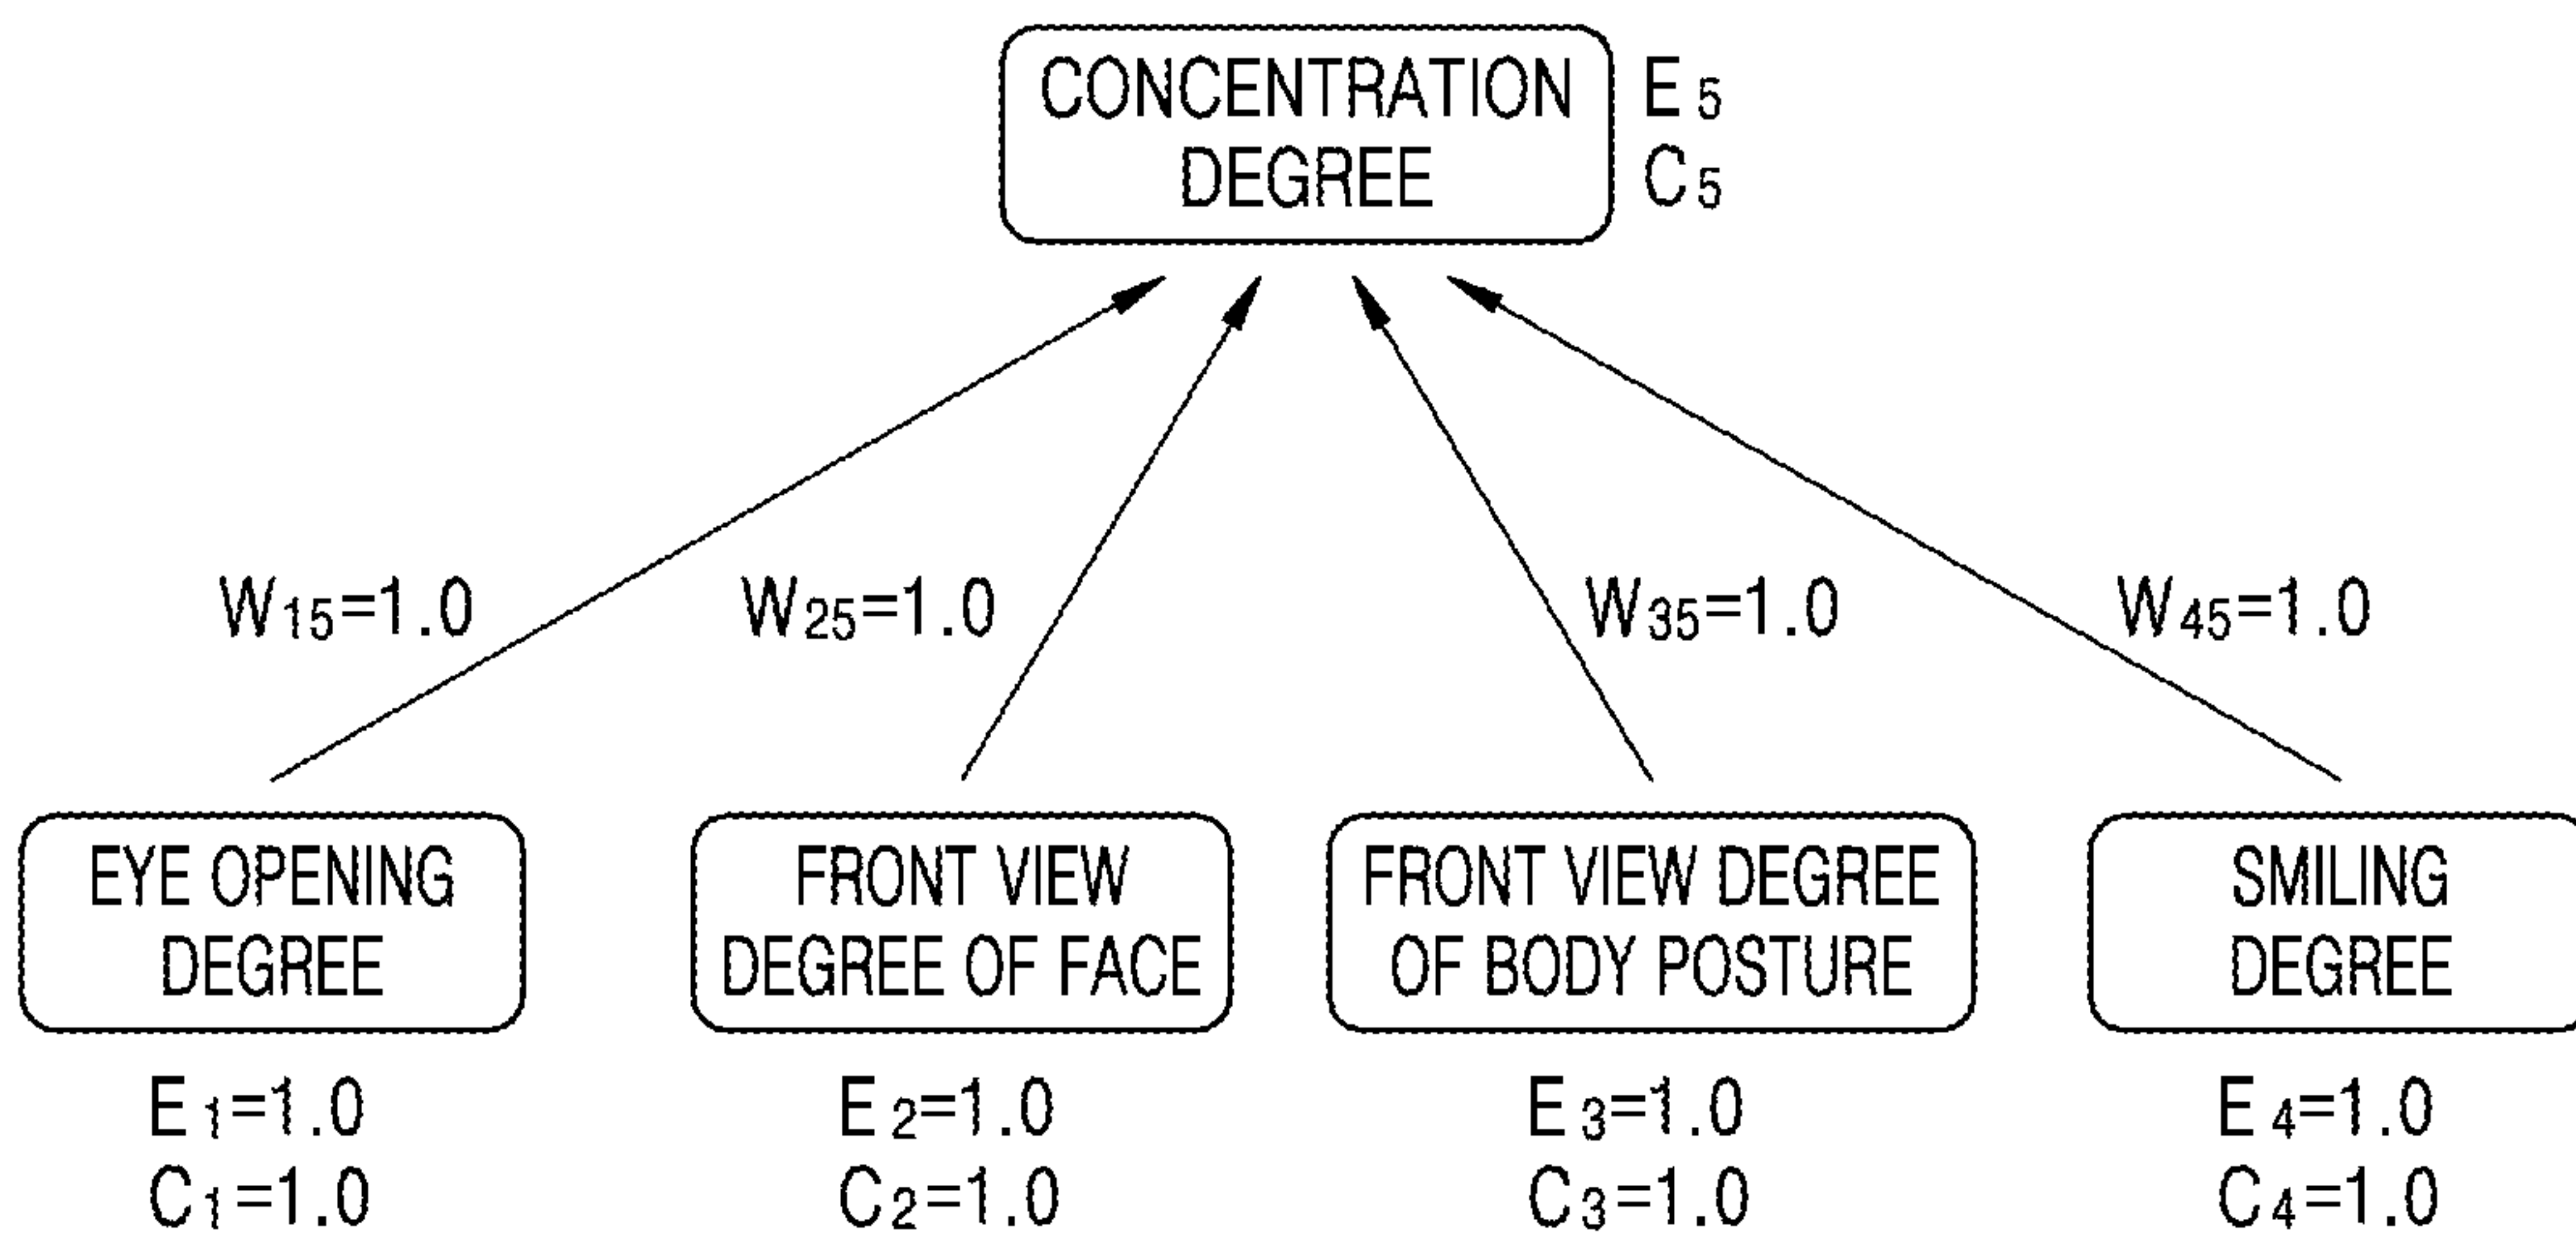 CONCENTRATION
DEGREE
E5
C5
W15=1.0
W25=1.0
W35=1.0
W45=1.0
EYE OPENING
DEGREE
FRONT VIEW
DEGREE OF FACE
FRONT VIEW DEGREE
OF BODY POSTURE
SMILING
DEGREE
E1=1.0
C1=1.0
E2=1.0
C2=1.0
E3=1.0
C3=1.0
E4=1.0
C4=1.0